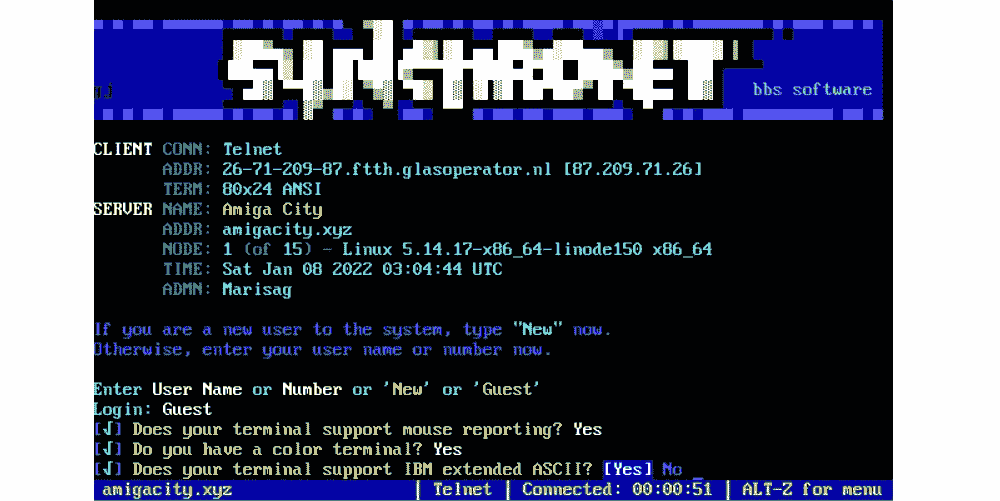 SYNCHRONET
bbs software
CLIENT CONN: Telnet
ADDR: 26-71-209-87.ftth.glasoperator.nl [87.209.71.26]
TERM: 80x24 ANSI
SERVER NAME: Amiga City
ADDR: amigacity.xyz
NODE: 1 (of 15) - Linux 5.14.17-x86_64-linode150 x86_64
TIME: Sat Jan 08 2022 03:04:44 UTC
ADMN: Marisag
If you are a new user to the system, type "New" now.
Otherwise, enter your user name or number now.
Enter User Name or Number or 'New' or 'Guest'
Login: Guest
[√] Does your terminal support mouse reporting? Yes
[√] Do you have a color terminal? Yes
[√] Does your terminal support IBM extended ASCII? [Yes] No _
amigacity.xyz | Telnet | Connected: 00:00:51 | ALT-Z for menu